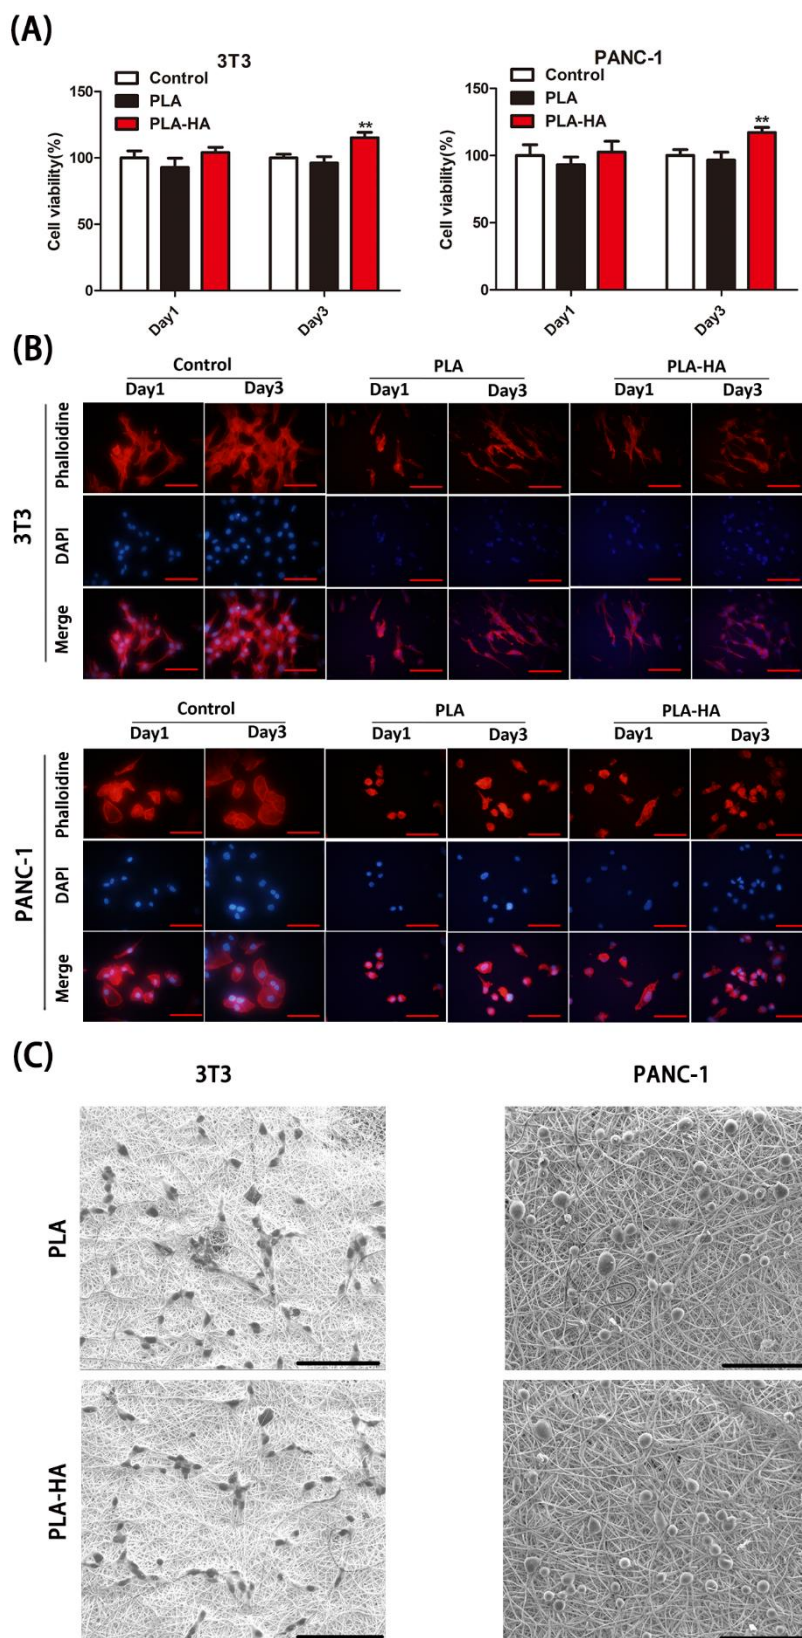 (A)
3T3
Control
PLA
PLA-HA
**
Cell viability(%)
150
100
50
0
Day1
Day3
PANC-1
Control
PLA
PLA-HA
**
Cell viability(%)
150
100
50
0
Day1
Day3
(B)
Control PLA PLA-HA
Day1 Day3 Day1 Day3 Day1 Day3
3T3
Phalloidine
DAPI
Merge
Control PLA PLA-HA
Day1 Day3 Day1 Day3 Day1 Day3
PANC-1
Phalloidine
DAPI
Merge
(C)
3T3 PANC-1
PLA
PLA-HA